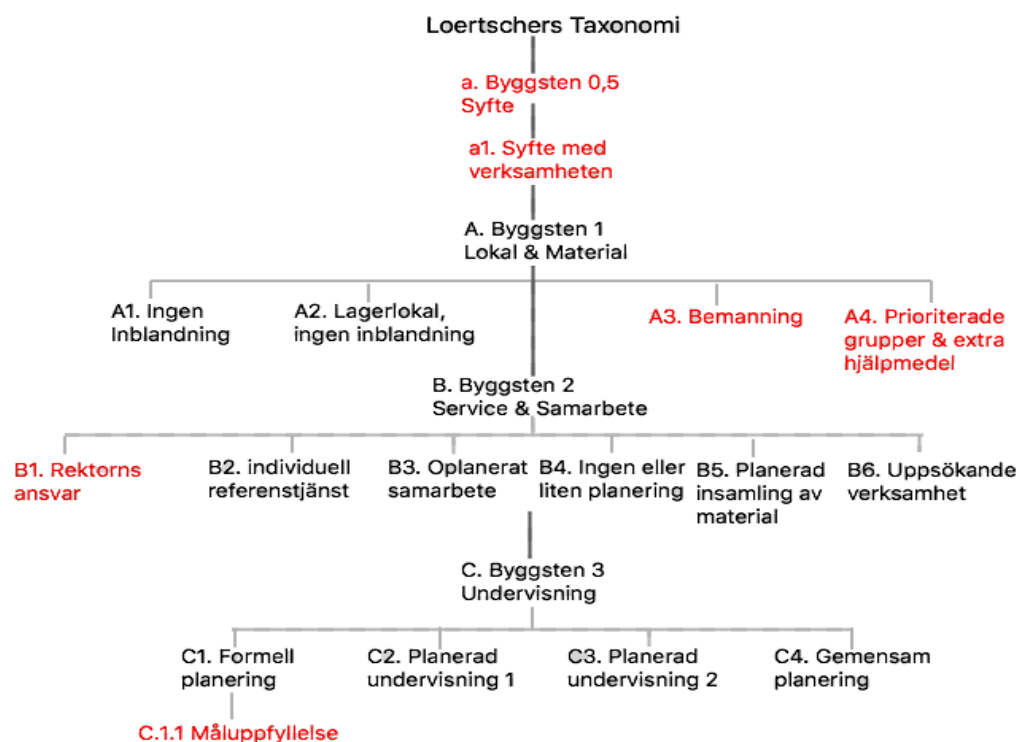 Loertschers Taxonomi
a. Byggsten 0,5
Syfte
a1. Syfte med
verksamheten
A. Byggsten 1
Lokal & Material
A1. Ingen
Inblandning
A2. Lagerlokal,
ingen inblandning
A3. Bemanning
A4. Prioriterade
grupper & extra
hjälpmedel
B. Byggsten 2
Service & Samarbete
B1. Rektorns
ansvar
B2. individuell
referenstjänst
B3. Oplanerat
samarbete
B4. Ingen eller
liten planering
B5. Planerad
insamling av
material
B6. Uppsökande
verksamhet
C. Byggsten 3
Undervisning
C1. Formell
planering
C2. Planerad
undervisning 1
C3. Planerad
undervisning 2
C4. Gemensam
planering
C.1.1 Måluppfyllelse